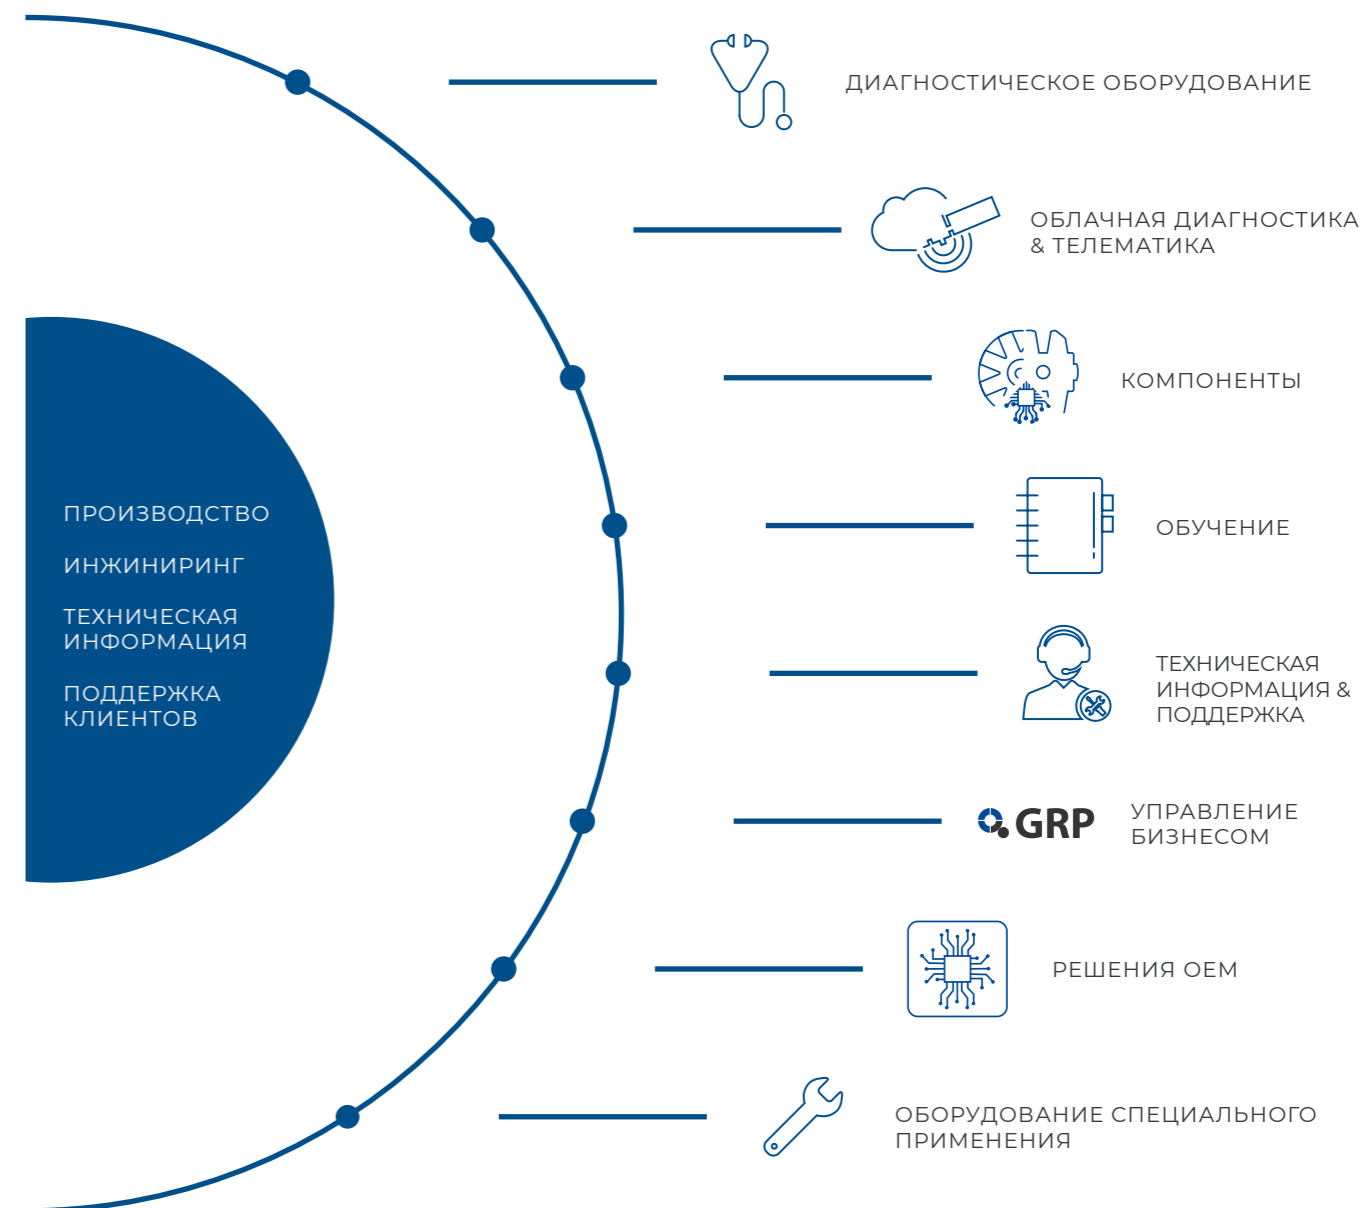 ПРОИЗВОДСТВО
ИНЖИНИРИНГ
ТЕХНИЧЕСКАЯ
ИНФОРМАЦИЯ
ПОДДЕРЖКА
КЛИЕНТОВ
ДИАГНОСТИЧЕСКОЕ ОБОРУДОВАНИЕ
ОБЛАЧНАЯ ДИАГНОСТИКА
& ТЕЛЕМАТИКА
КОМПОНЕНТЫ
ОБУЧЕНИЕ
ТЕХНИЧЕСКАЯ
ИНФОРМАЦИЯ &
ПОДДЕРЖКА
GRP
УПРАВЛЕНИЕ
БИЗНЕСОМ
РЕШЕНИЯ OEM
ОБОРУДОВАНИЕ СПЕЦИАЛЬНОГО
ПРИМЕНЕНИЯ